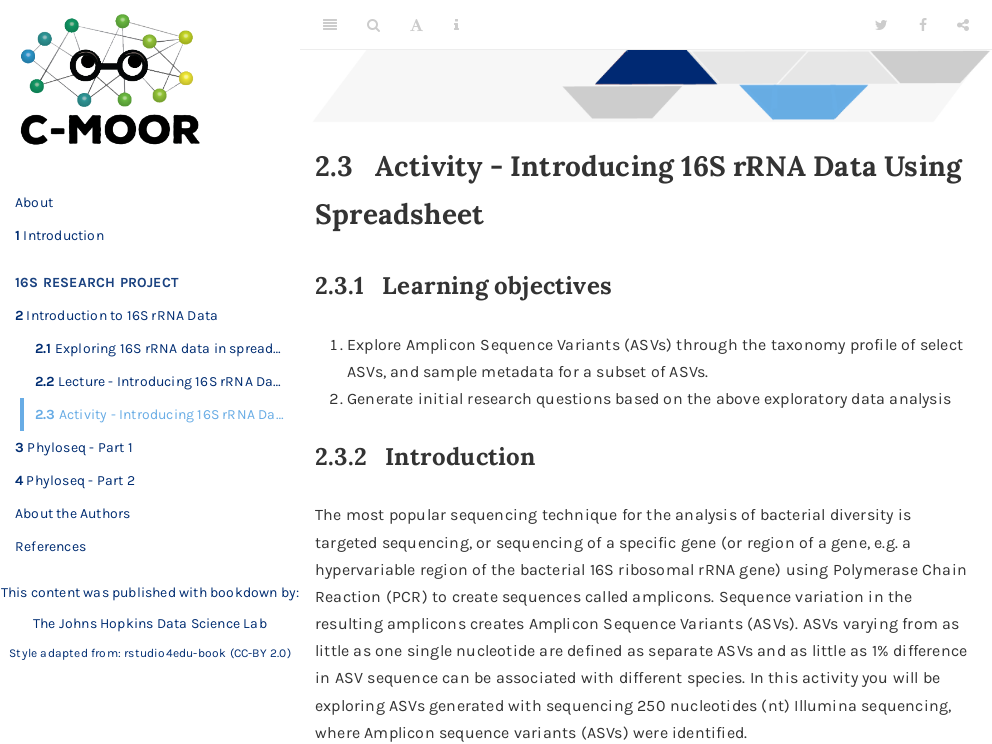 C-MOOR
About
1 Introduction
16S RESEARCH PROJECT
2 Introduction to 16S rRNA Data
2.1 Exploring 16S rRNA data in spread…
2.2 Lecture - Introducing 16S rRNA Da…
2.3 Activity - Introducing 16S rRNA Da…
3 Phyloseq - Part 1
4 Phyloseq - Part 2
About the Authors
References
This content was published with bookdown by:
The Johns Hopkins Data Science Lab
Style adapted from: rstudio4edu-book (CC-BY 2.0)
2.3 Activity - Introducing 16S rRNA Data Using
Spreadsheet
2.3.1 Learning objectives
1. Explore Amplicon Sequence Variants (ASVs) through the taxonomy profile of select
ASVs, and sample metadata for a subset of ASVs.
2. Generate initial research questions based on the above exploratory data analysis
2.3.2 Introduction
The most popular sequencing technique for the analysis of bacterial diversity is
targeted sequencing, or sequencing of a specific gene (or region of a gene, e.g. a
hypervariable region of the bacterial 16S ribosomal rRNA gene) using Polymerase Chain
Reaction (PCR) to create sequences called amplicons. Sequence variation in the
resulting amplicons creates Amplicon Sequence Variants (ASVs). ASVs varying from as
little as one single nucleotide are defined as separate ASVs and as little as 1% difference
in ASV sequence can be associated with different species. In this activity you will be
exploring ASVs generated with sequencing 250 nucleotides (nt) Illumina sequencing,
where Amplicon sequence variants (ASVs) were identified.